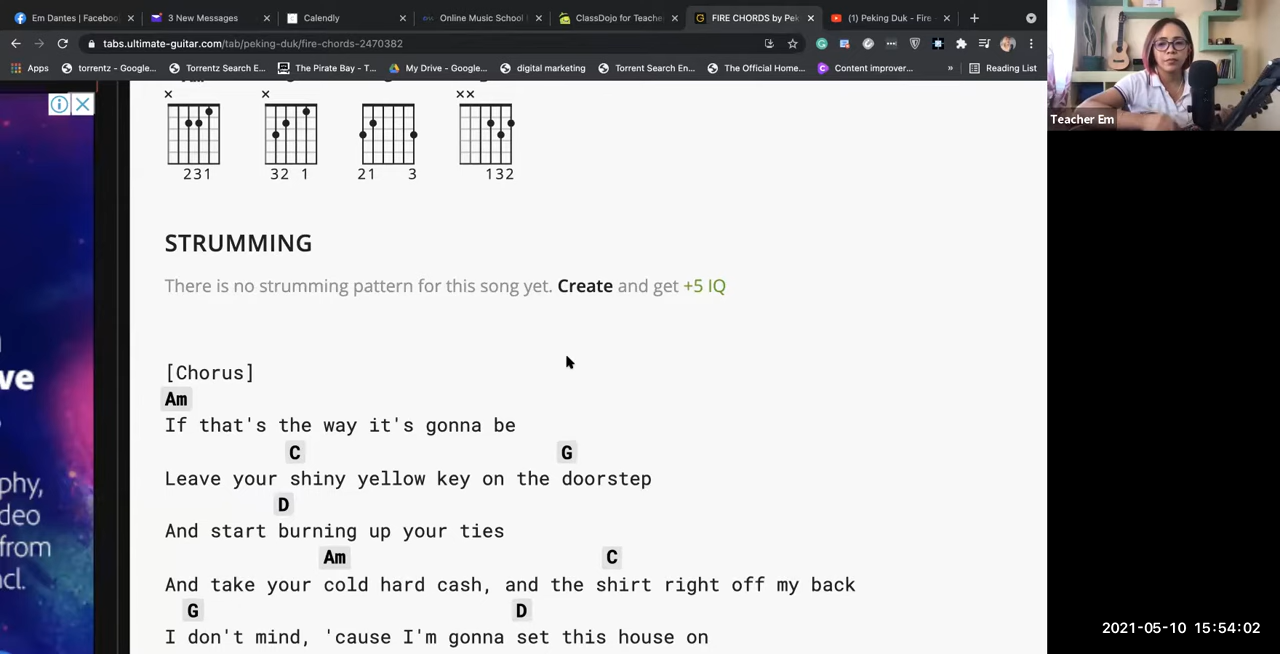 Em Dantes | Faceboo
3 New Messages
Calendly
Online Music School
ClassDojo for Teache
FIRE CHORDS by Pek
(1) Peking Duk - Fire
tabs.ultimate-guitar.com/tab/peking-duk/fire-chords-2470382
Apps
torrentz - Google...
Torrentz Search E...
The Pirate Bay - T...
My Drive - Google...
digital marketing
Torrent Search En...
The Official Home...
Content improver...
»
Reading List
Teacher Em
× × ××
231 32 1 21 3 132
STRUMMING
There is no strumming pattern for this song yet. Create and get +5 IQ
[Chorus]
Am
If that's the way it's gonna be
C G
Leave your shiny yellow key on the doorstep
D
And start burning up your ties
Am C
And take your cold hard cash, and the shirt right off my back
G D
I don't mind, 'cause I'm gonna set this house on
ve
phy,
deo
from
ncl.
2021-05-10 15:54:02